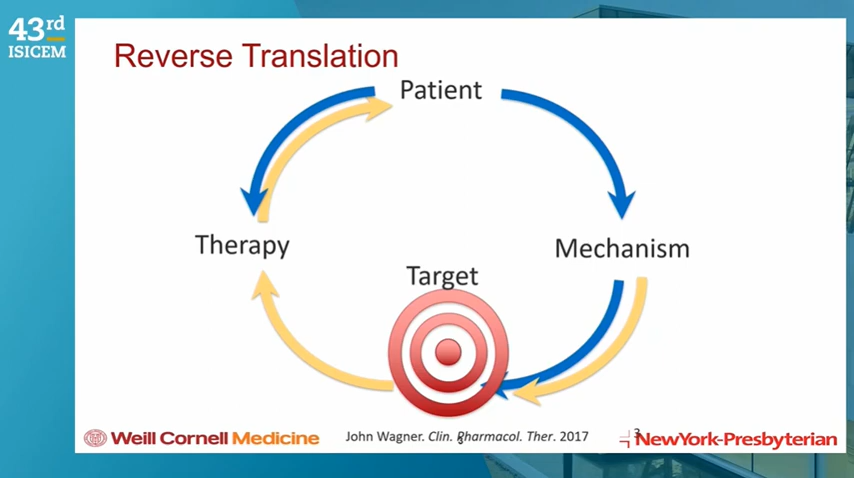 43rd
ISICEM
Reverse Translation
Patient
Therapy
Mechanism
Target
Weill Cornell Medicine
John Wagner. Clin. Pharmacol. Ther. 2017
3
NewYork-Presbyterian